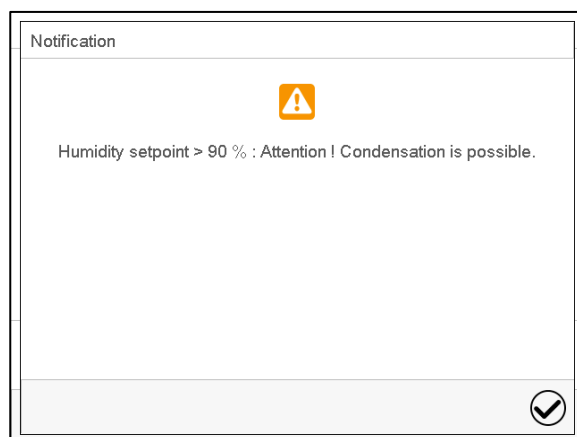 Notification
Humidity setpoint > 90 % : Attention ! Condensation is possible.